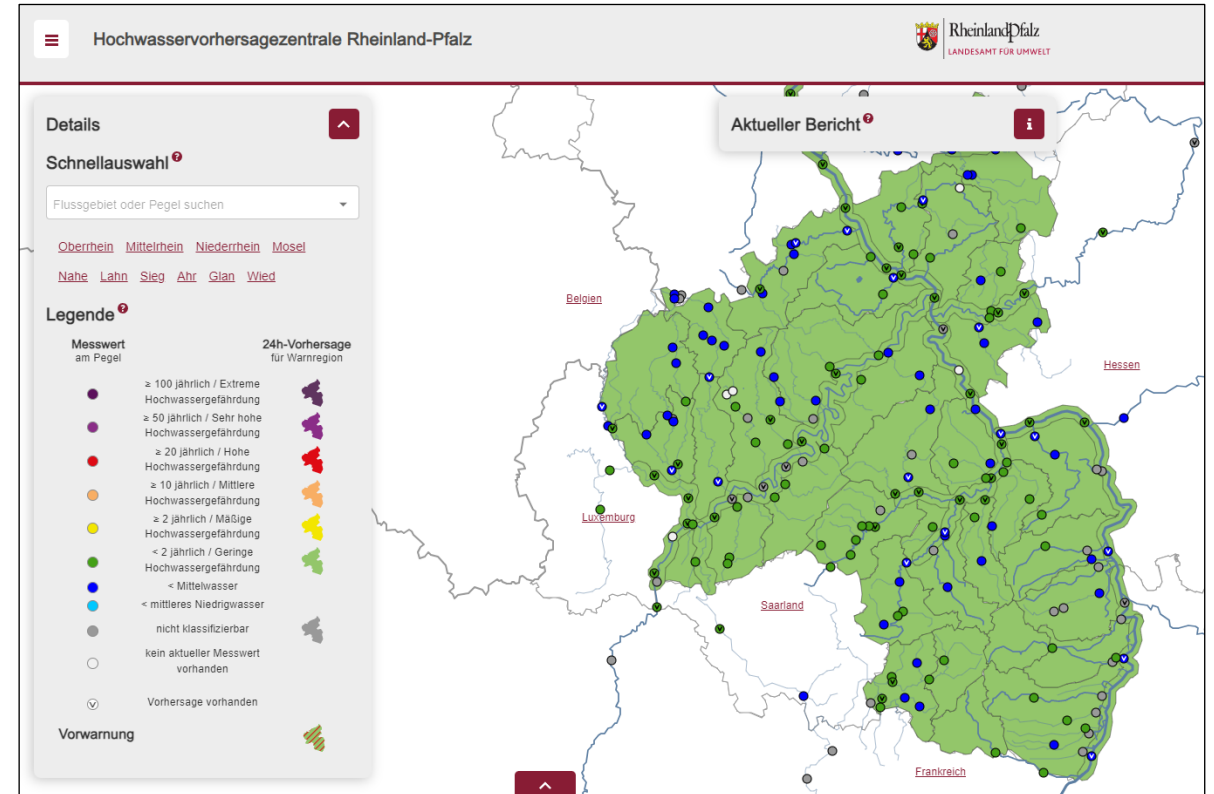 Hochwasservorhersagezentrale Rheinland-Pfalz
RheinlandPfalz
LANDESAMT FÜR UMWELT
Details
Schnellauswahl ?
Flussgebiet oder Pegel suchen
Oberrhein Mittelrhein Niederrhein Mosel
Nahe Lahn Sieg Ahr Glan Wied
Legende ?
Messwert
am Pegel
24h-Vorhersage
für Warnregion
≥ 100 jährlich / Extreme
Hochwassergefährdung
≥ 50 jährlich / Sehr hohe
Hochwassergefährdung
≥ 20 jährlich / Hohe
Hochwassergefährdung
≥ 10 jährlich / Mittlere
Hochwassergefährdung
≥ 2 jährlich / Mäßige
Hochwassergefährdung
< 2 jährlich / Geringe
Hochwassergefährdung
< Mittelwasser
< mittleres Niedrigwasser
nicht klassifizierbar
kein aktueller Messwert
vorhanden
V
Vorhersage vorhanden
Vorwarnung
Aktueller Bericht ?
i
Belgien
Hessen
Luxemburg
Saarland
Frankreich